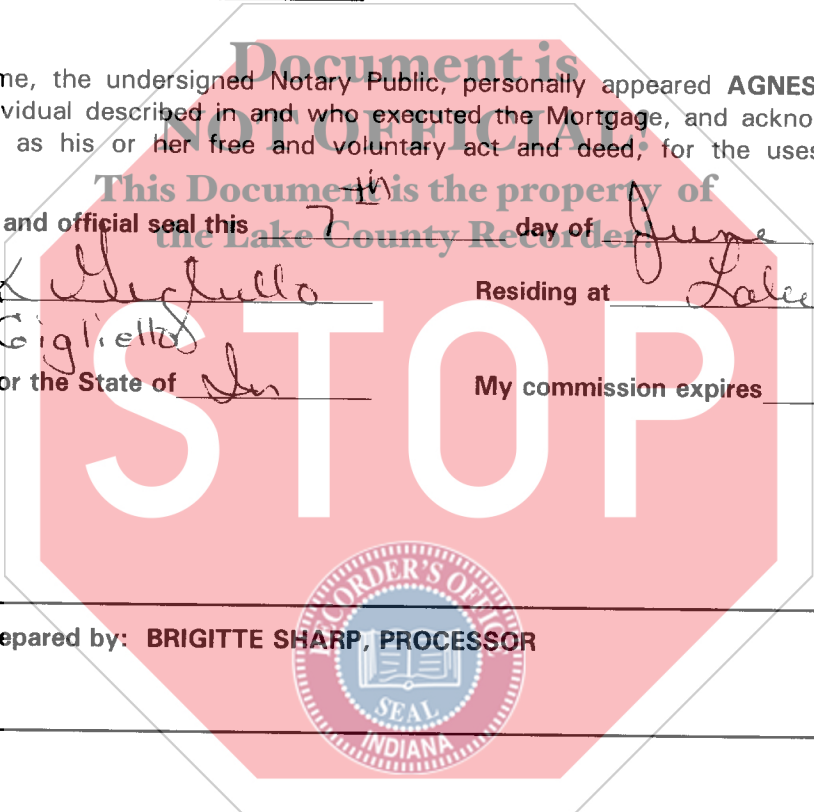 Document is
me, the undersigned Notary Public, personally appeared AGNES
NOT OFFICIAL!
vidual described in and who executed the Mortgage, and ackno
as his or her free and voluntary act and deed, for the uses
This Document is the property of
the Lake County Recorder!
and official seal this 7th day of June
Residing at Lake
Gigliello
or the State of In
My commission expires
STOP
epared by: BRIGITTE SHARP, PROCESSOR
RECORDER'S OFFICE
SEAL
INDIANA